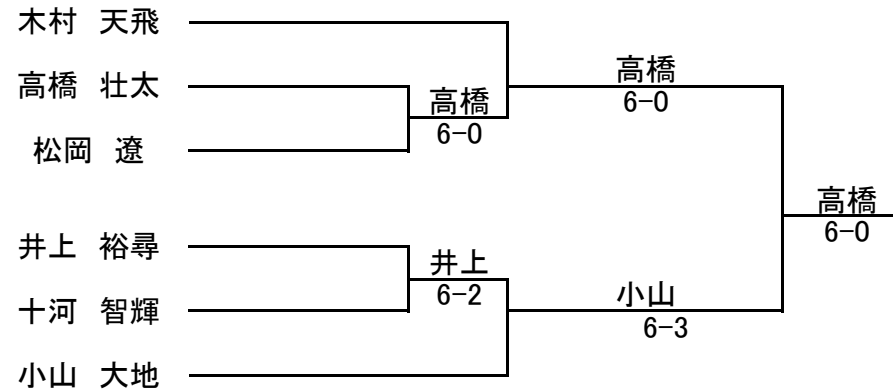 木村 天飛
高橋 壮太
松岡 遼
井上 裕尋
十河 智輝
小山 大地
高橋
6-0
井上
6-2
高橋
6-0
小山
6-3
高橋
6-0